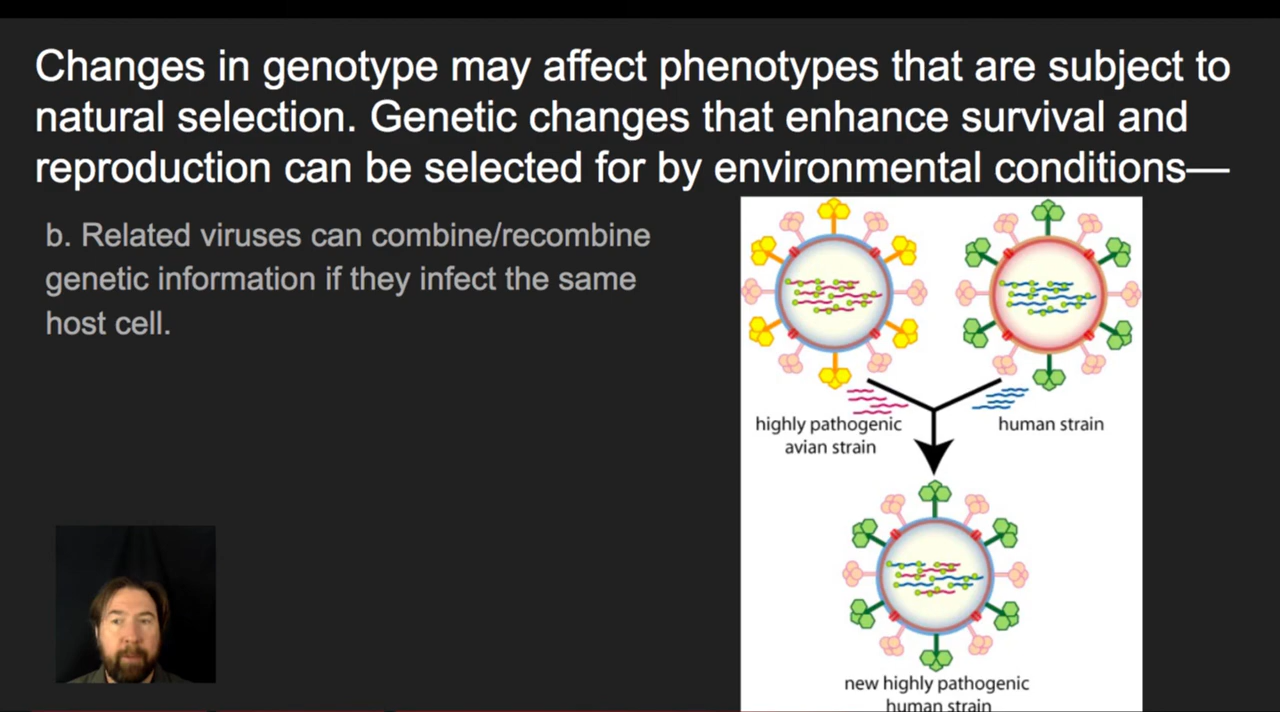 Changes in genotype may affect phenotypes that are subject to
natural selection. Genetic changes that enhance survival and
reproduction can be selected for by environmental conditions—
b. Related viruses can combine/recombine
genetic information if they infect the same
host cell.
highly pathogenic
avian strain
human strain
new highly pathogenic
human strain